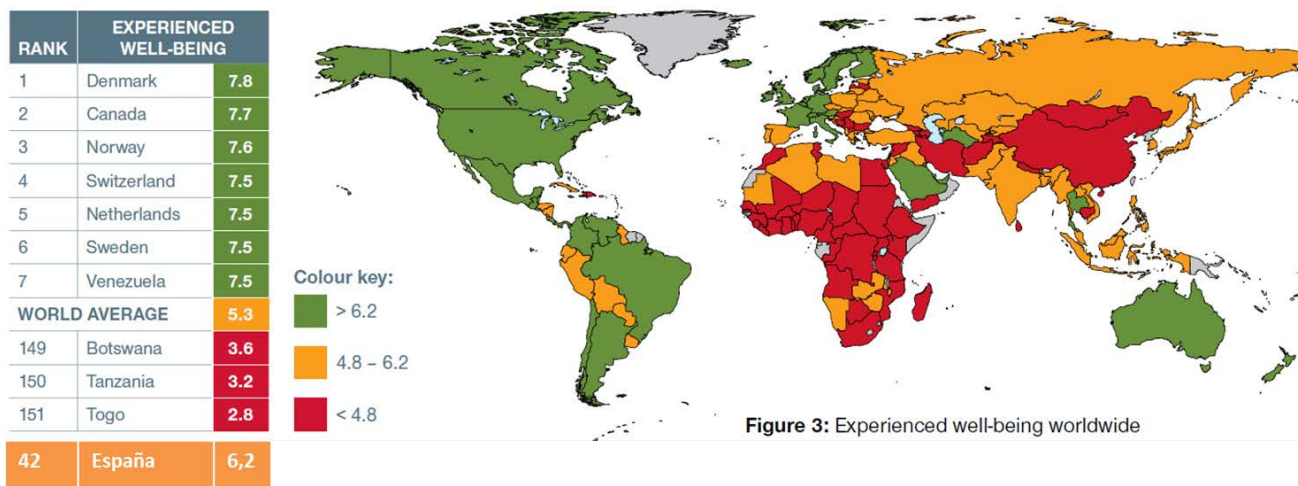 RANK EXPERIENCED WELL-BEING
1 Denmark 7.8
2 Canada 7.7
3 Norway 7.6
4 Switzerland 7.5
5 Netherlands 7.5
6 Sweden 7.5
7 Venezuela 7.5
WORLD AVERAGE 5.3
149 Botswana 3.6
150 Tanzania 3.2
151 Togo 2.8
42 España 6,2
Colour key:
> 6.2
4.8 – 6.2
< 4.8
Figure 3: Experienced well-being worldwide